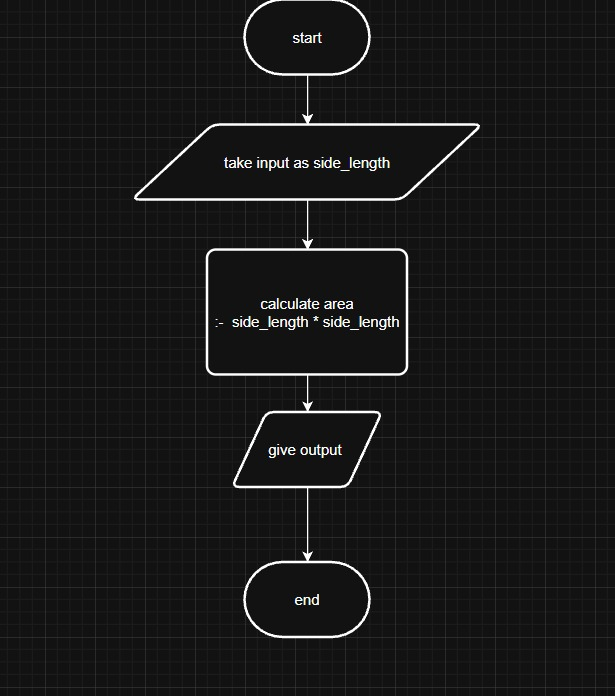 start
take input as side_length
calculate area
:-  side_length * side_length
give output
end